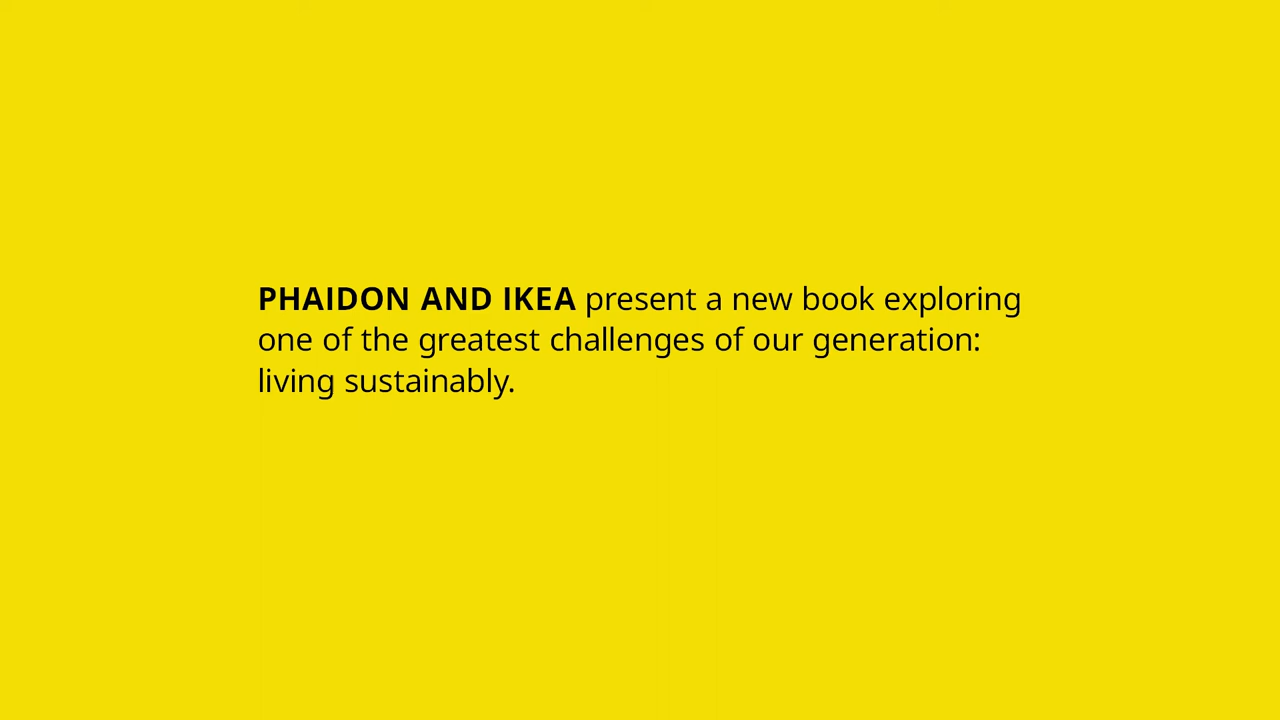 PHAIDON AND IKEA present a new book exploring
one of the greatest challenges of our generation:
living sustainably.